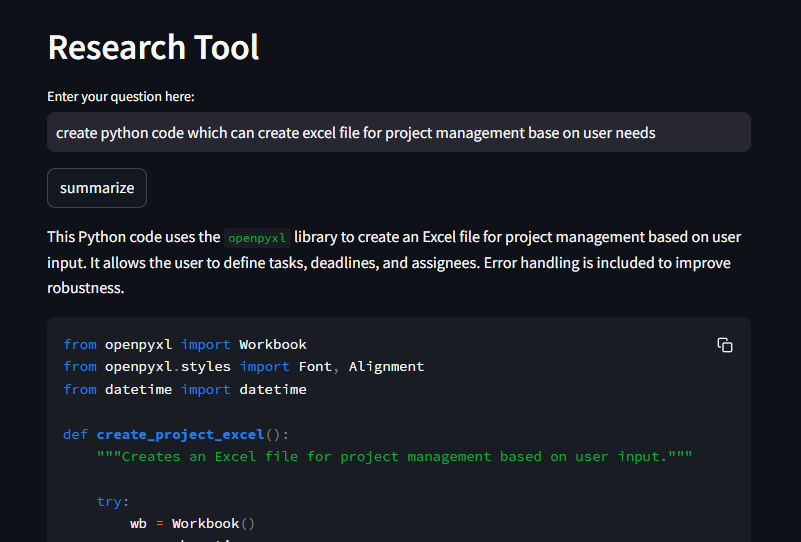 Research Tool
Enter your question here:
create python code which can create excel file for project management base on user needs
summarize
This Python code uses the openpyxl library to create an Excel file for project management based on user
input. It allows the user to define tasks, deadlines, and assignees. Error handling is included to improve
robustness.
from openpyxl import Workbook
from openpyxl.styles import Font, Alignment
from datetime import datetime
def create_project_excel():
    """Creates an Excel file for project management based on user input."""
    try:
        wb = Workbook()